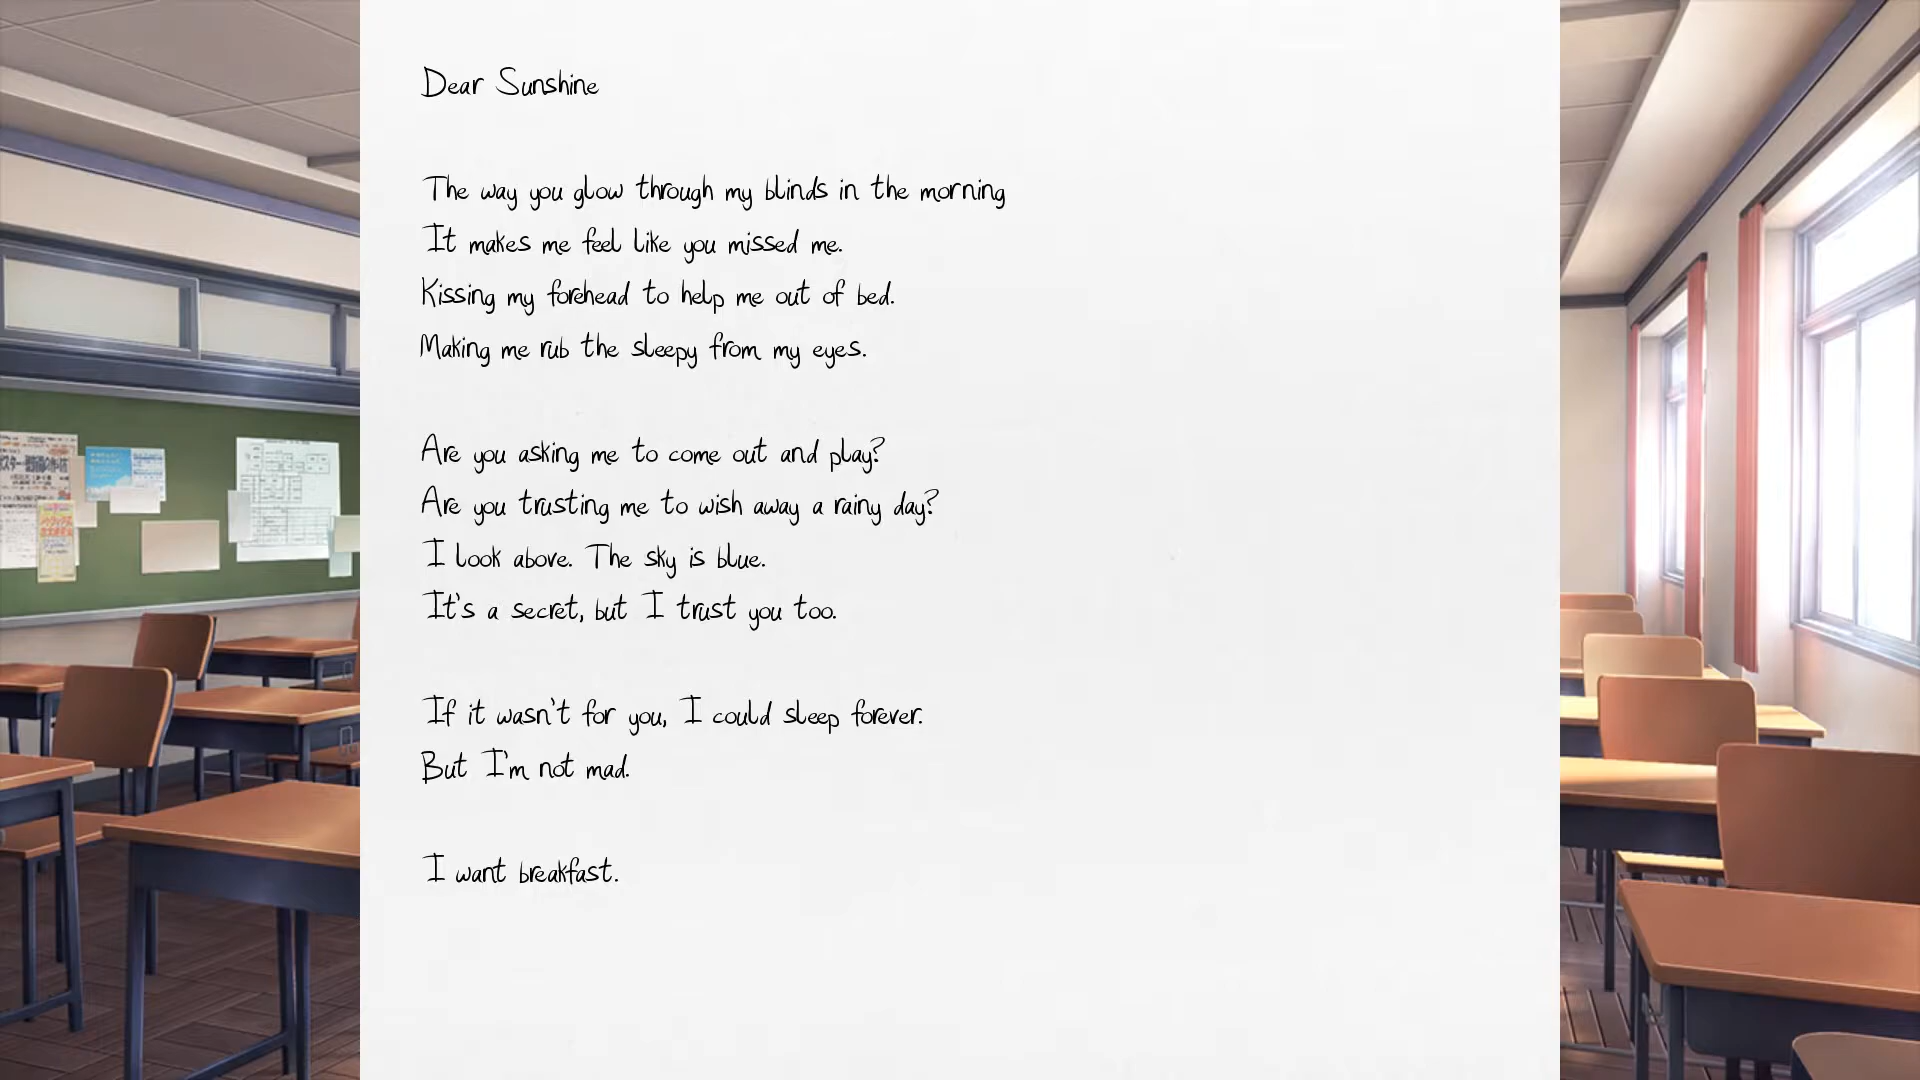 Dear Sunshine
The way you glow through my blinds in the morning
It makes me feel like you missed me.
Kissing my forehead to help me out of bed.
Making me rub the sleepy from my eyes.
Are you asking me to come out and play?
Are you trusting me to wish away a rainy day?
I look above. The sky is blue.
It's a secret, but I trust you too.
If it wasn't for you, I could sleep forever.
But I'm not mad.
I want breakfast.